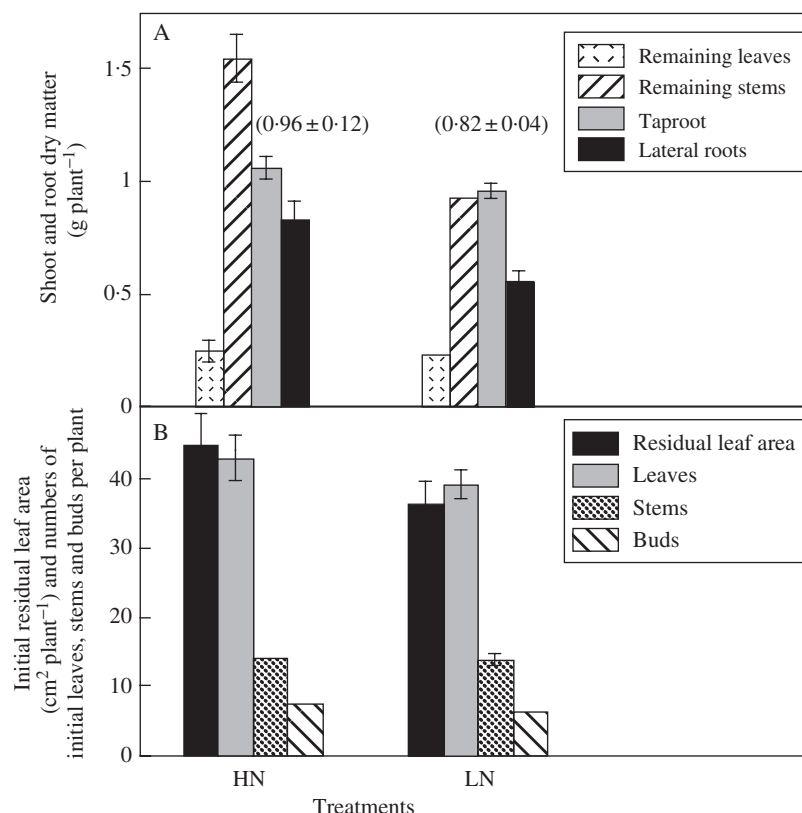 A
Remaining leaves
Remaining stems
Taproot
Lateral roots
(0·96 ± 0·12)
(0·82 ± 0·04)
Shoot and root dry matter
(g plant⁻¹)
1·5
1
0·5
0
B
Residual leaf area
Leaves
Stems
Buds
Initial residual leaf area
(cm² plant⁻¹) and numbers of
initial leaves, stems and buds per plant
40
30
20
10
0
HN
LN
Treatments